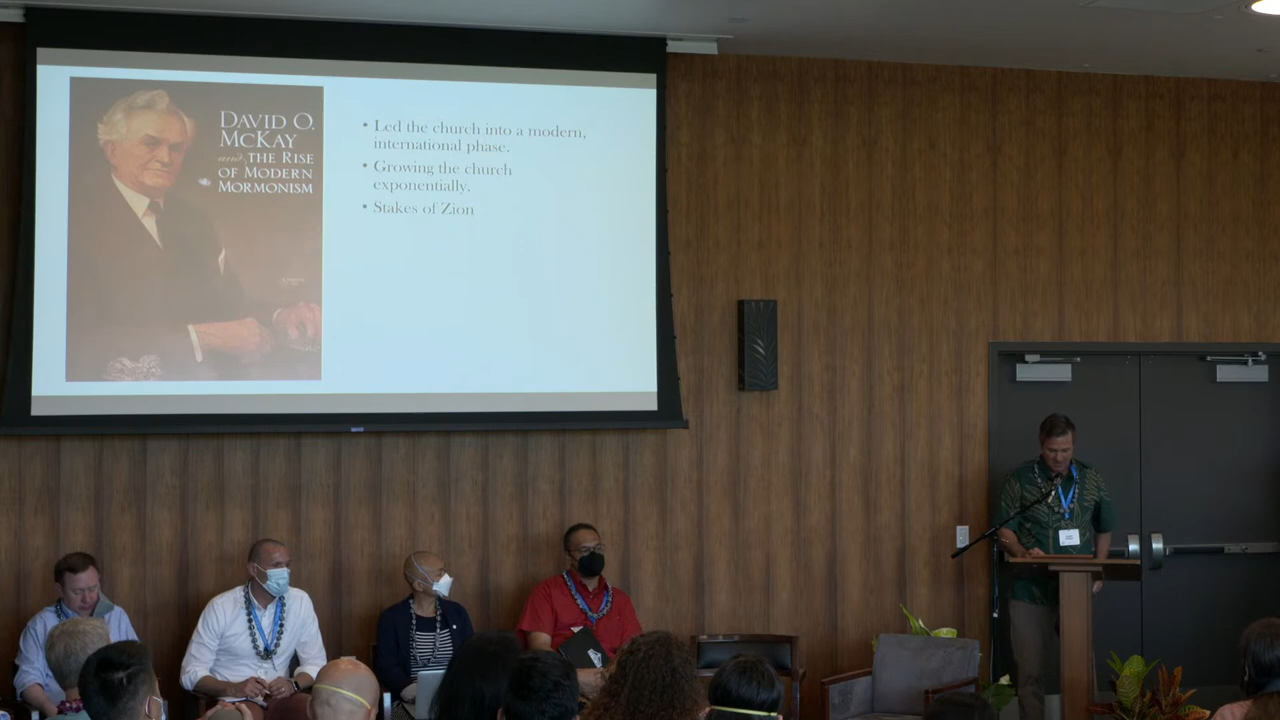 DAVID O.
MCKAY
and THE RISE
OF MODERN
MORMONISM
• Led the church into a modern,
international phase.
• Growing the church
exponentially.
• Stakes of Zion